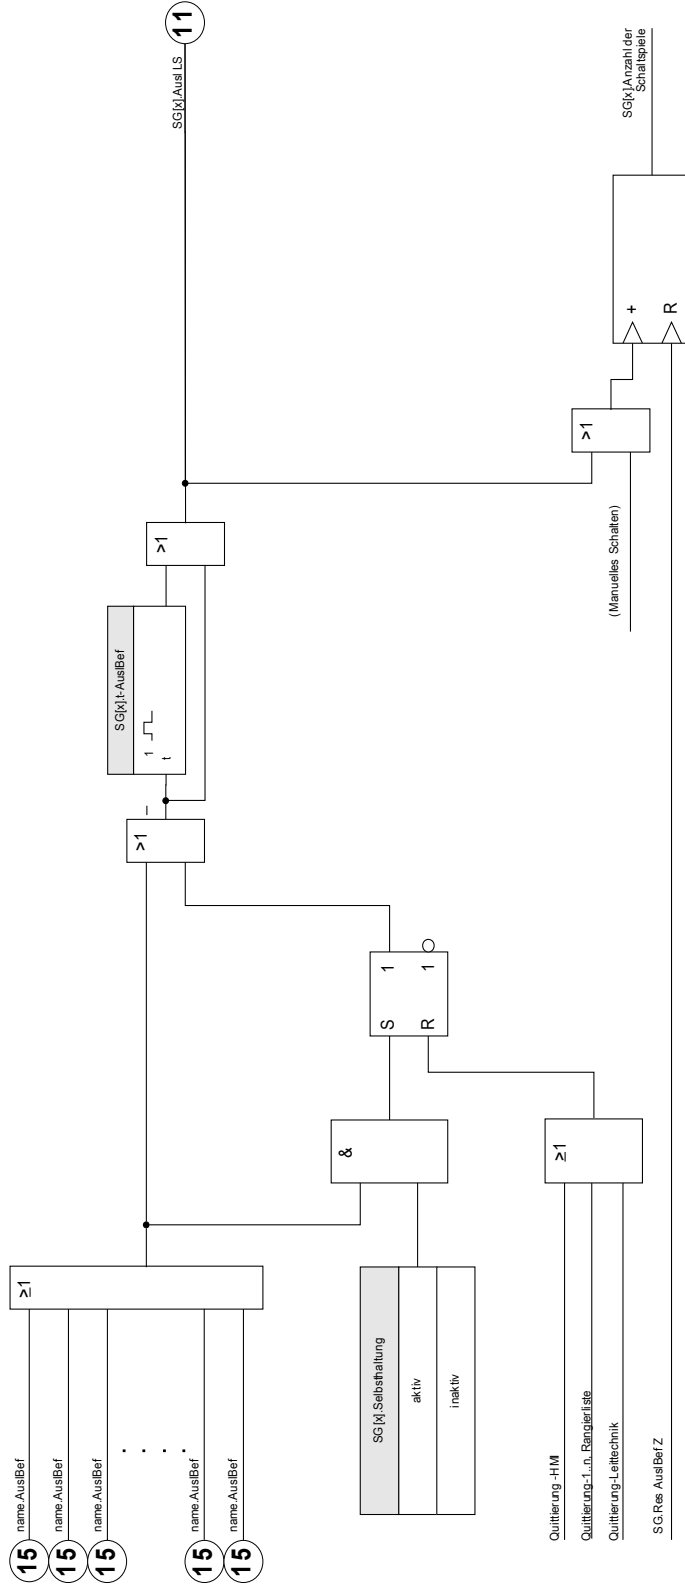 15 name.AuslBef
15 name.AuslBef
15 name.AuslBef
. . . .
15 name.AuslBef
15 name.AuslBef
≥1
SG[x].Selbsthaltung
aktiv
inaktiv
&
S 1
R 1
Quittierung -HMI
Quittierung-1..n, Rangierliste
Quittierung-Leittechnik
≥1
SG.Res AuslBef Z
>1
–
SG[x].t-AuslBef
1
t
>1
SG[x].Ausl LS
11
(Manuelles Schalten)
>1
+
R
SG[x].Anzahl der
Schaltspiele